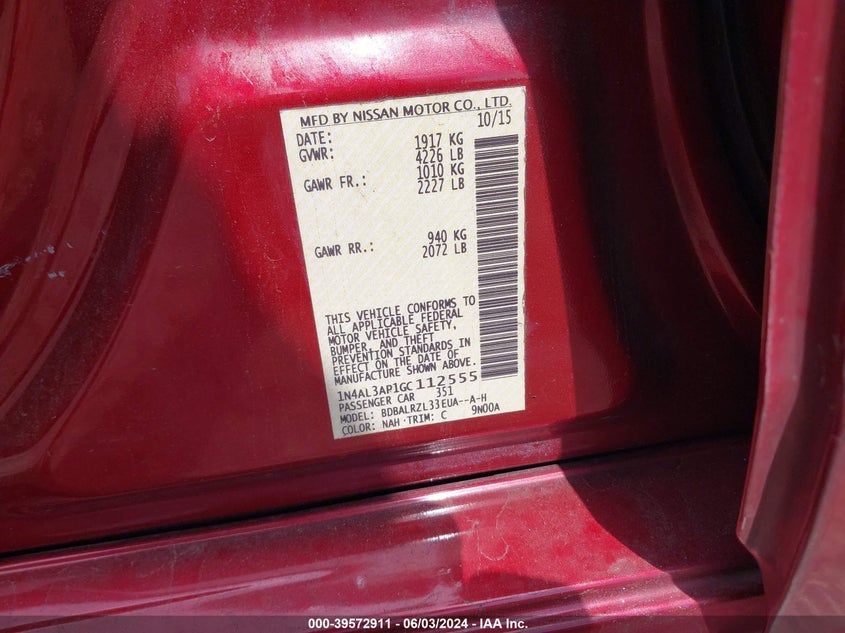 MFD BY NISSAN MOTOR CO., LTD.
DATE: 10/15
GVWR: 1917 KG
4226 LB
GAWR FR.: 1010 KG
2227 LB
GAWR RR.: 940 KG
2072 LB
THIS VEHICLE CONFORMS TO
ALL APPLICABLE FEDERAL
MOTOR VEHICLE SAFETY,
BUMPER, AND THEFT
PREVENTION STANDARDS IN
EFFECT ON THE DATE OF
MANUFACTURE SHOWN ABOVE.
1N4AL3AP1GC112555
PASSENGER CAR 351
MODEL: BDBALRZL33EUA--A-H
COLOR: NAH TRIM: C 9N00A
000-39572911 - 06/03/2024 - IAA Inc.